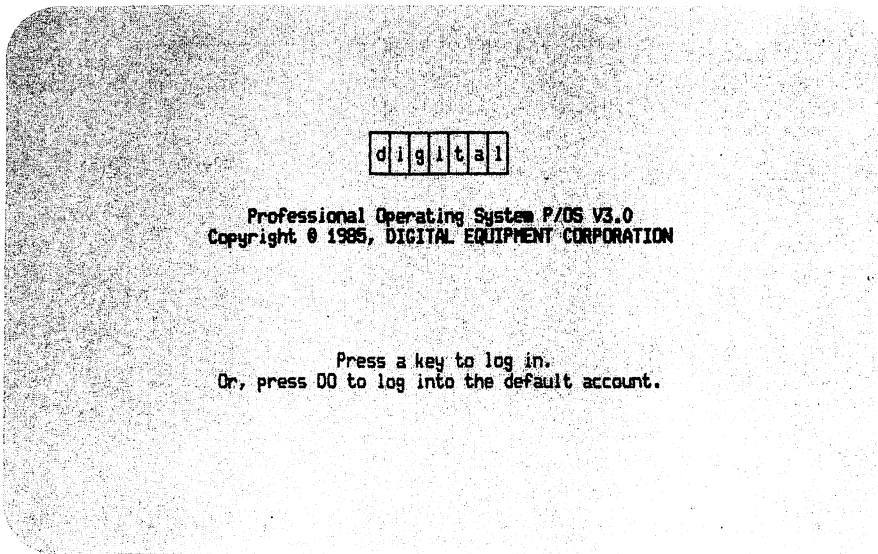 digital
Professional Operating System P/OS V3.0
Copyright © 1985, DIGITAL EQUIPMENT CORPORATION
Press a key to log in.
Or, press DO to log into the default account.